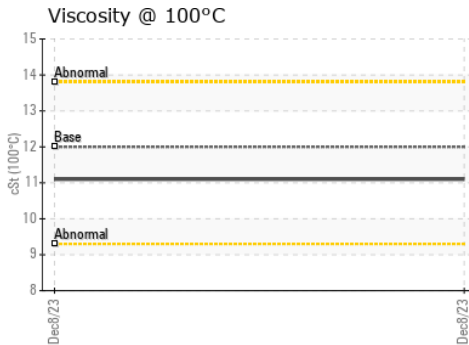 Viscosity @ 100°C
15
Abnormal
14
13
Base
12
11
10
Abnormal
9
8
cSt (100°C)
Dec8/23
Dec8/23